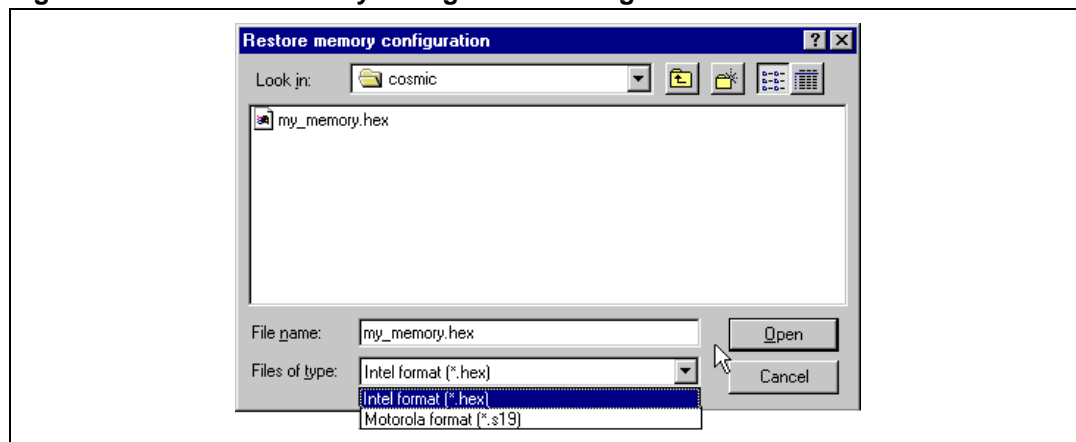 Restore memory configuration
Look in: cosmic
my_memory.hex
File name: my_memory.hex Open
Files of type: Intel format (*.hex) Cancel
Intel format (*.hex)
Motorola format (*.s19)